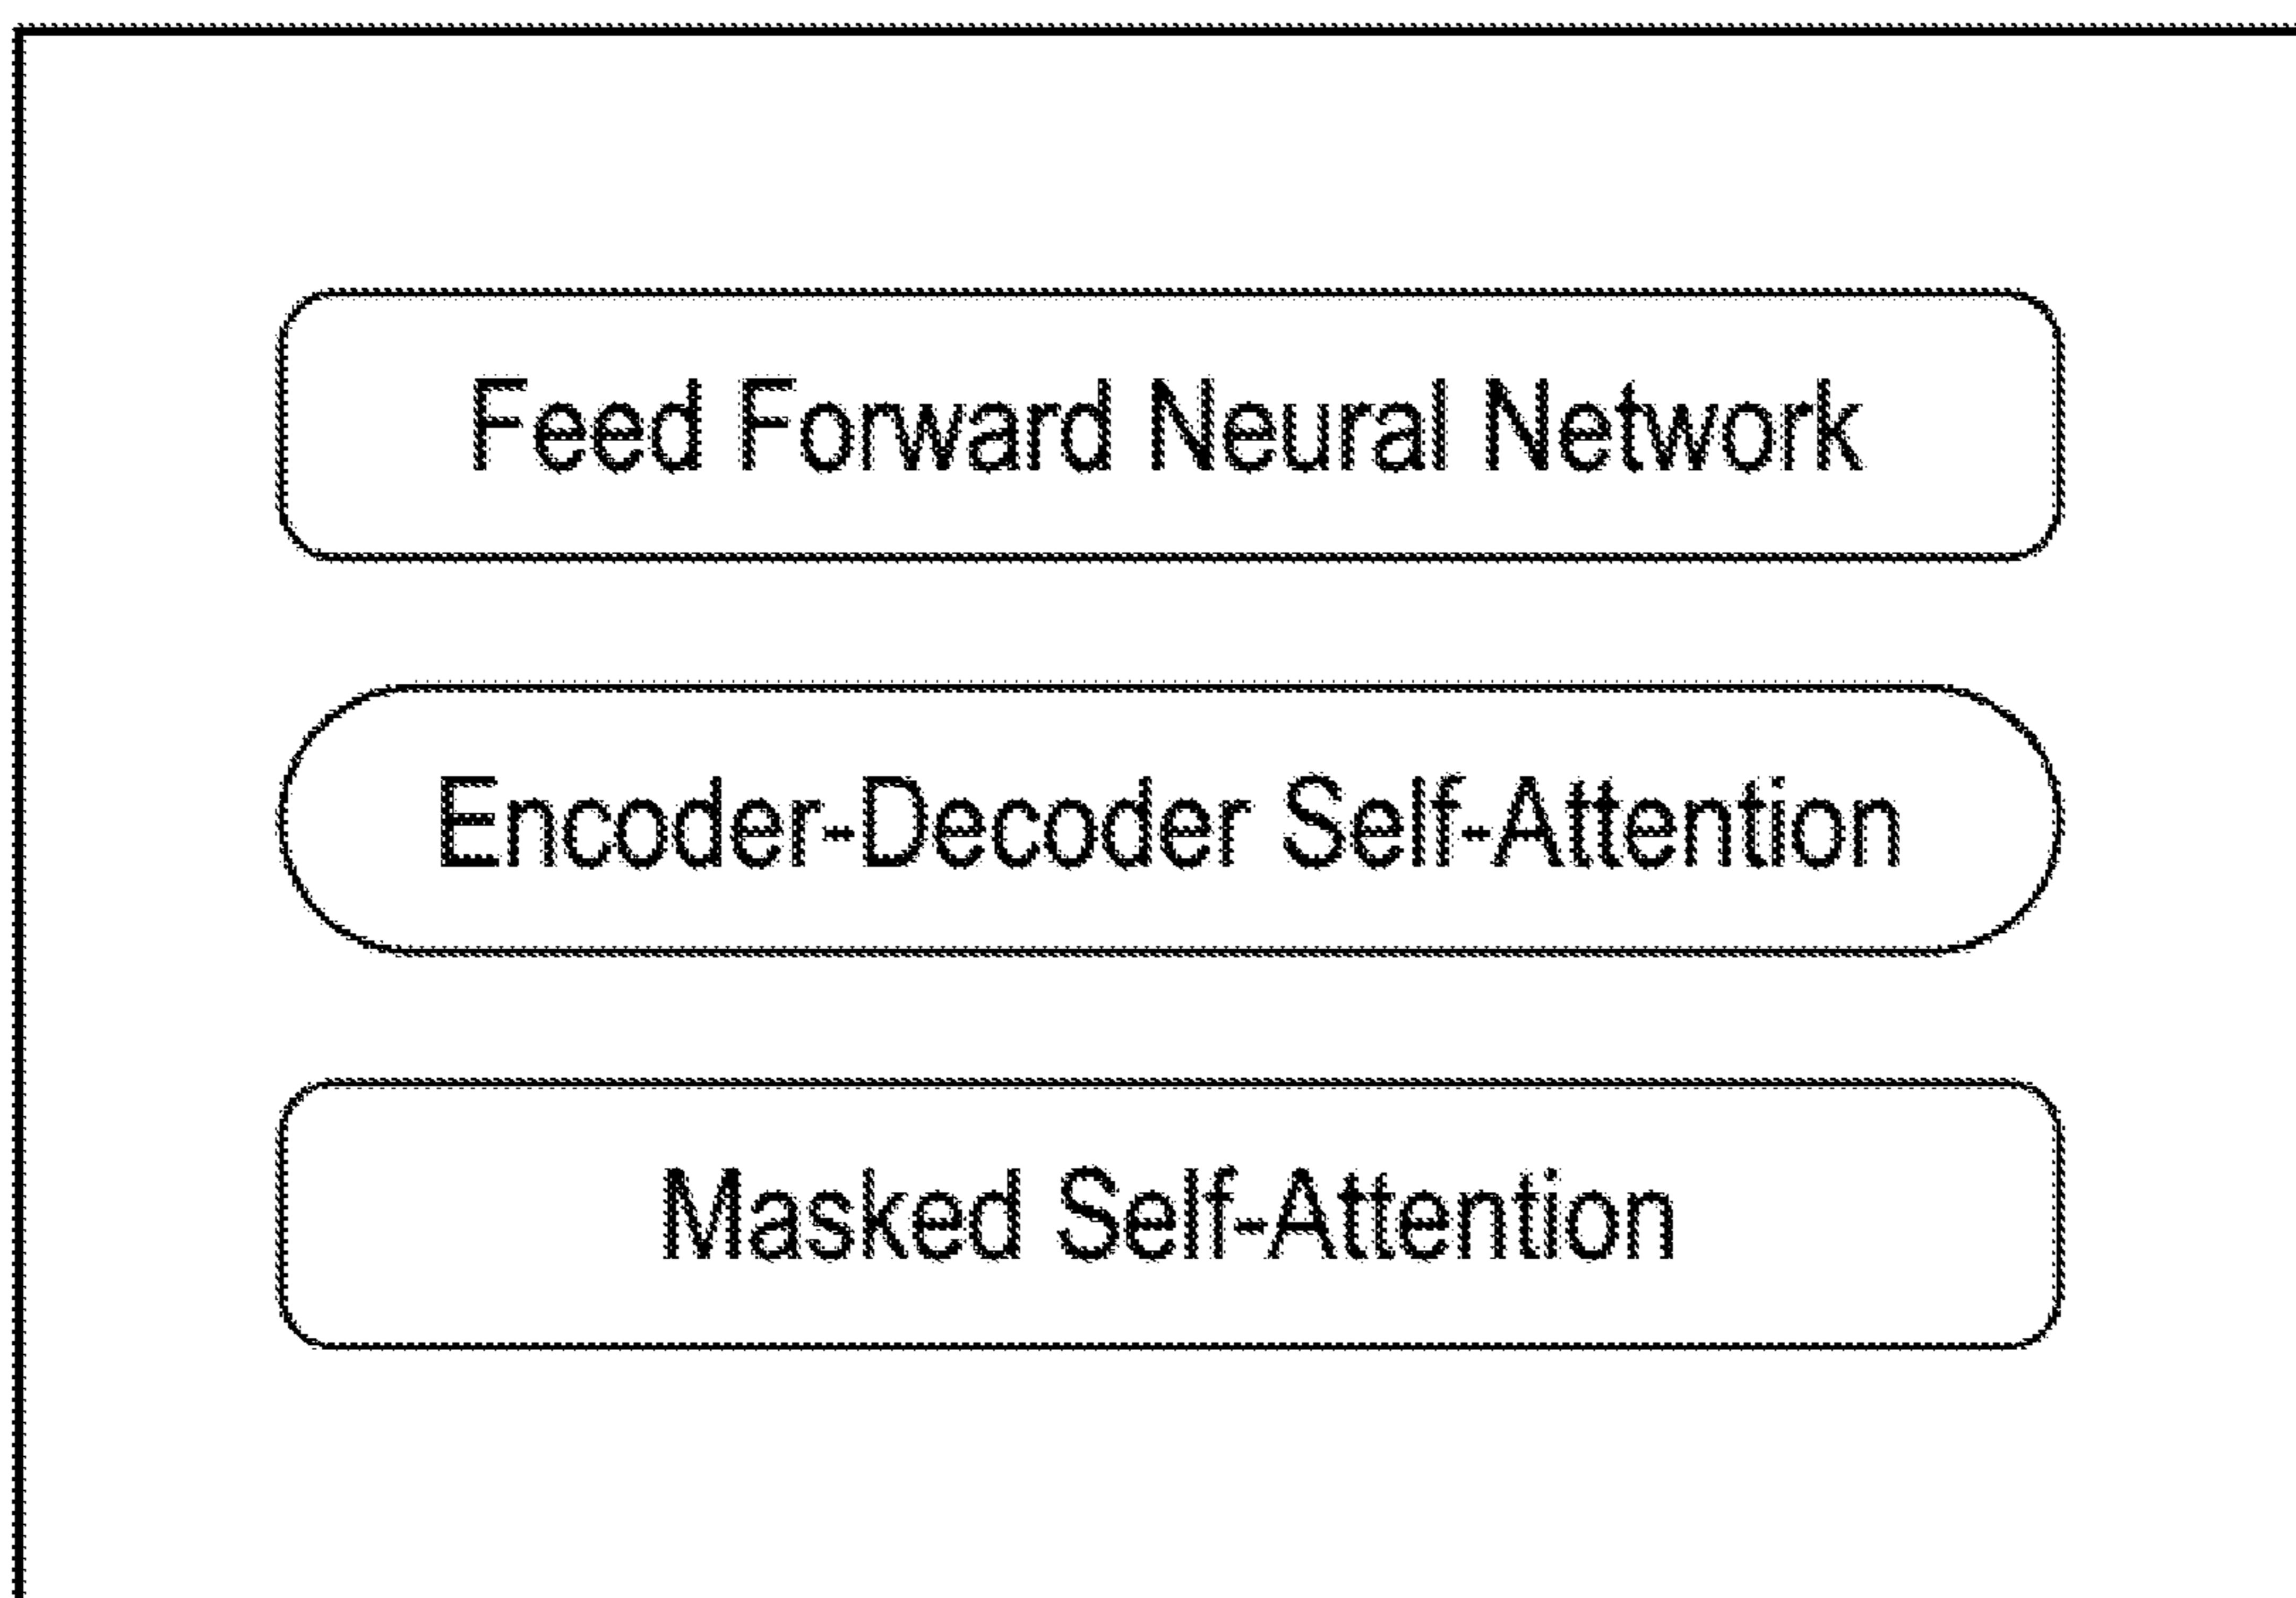 Feed Forward Neural Network
Encoder-Decoder Self-Attention
Masked Self-Attention